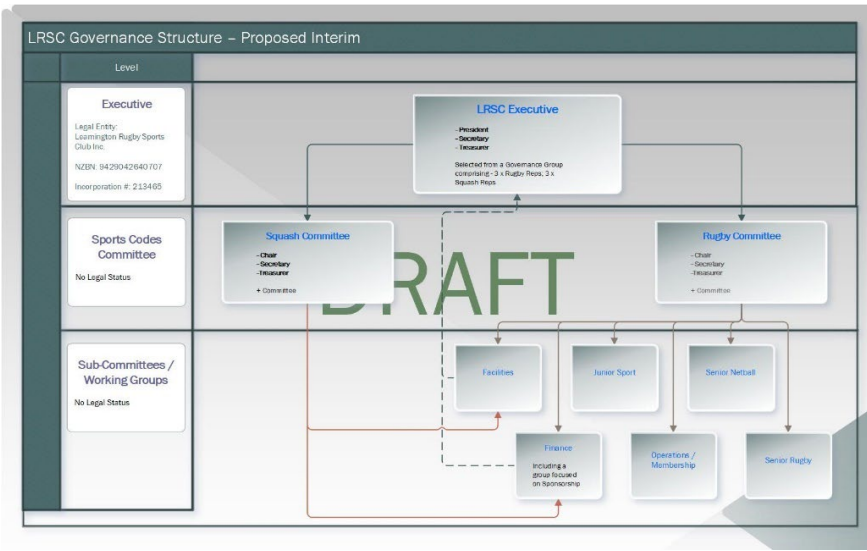 LRSC Governance Structure – Proposed Interim
Level
Executive
Legal Entity:
Leamington Rugby Sports
Club Inc.
NZBN: 9429042640707
Incorporation #: 213465
LRSC Executive
- President
- Secretary
- Treasurer
Selected from a Governance Group
comprising - 3 x Rugby Reps, 3 x
Squash Reps
Sports Codes
Committee
No Legal Status
Squash Committee
- Chair
- Secretary
- Treasurer
+ Committee
DRAFT
Rugby Committee
- Chair
- Secretary
- Treasurer
+ Committee
Sub-Committees /
Working Groups
No Legal Status
Facilities
Junior Sport
Senior Netball
Finance
Including a
group focused
on Sponsorship
Operations /
Membership
Senior Rugby